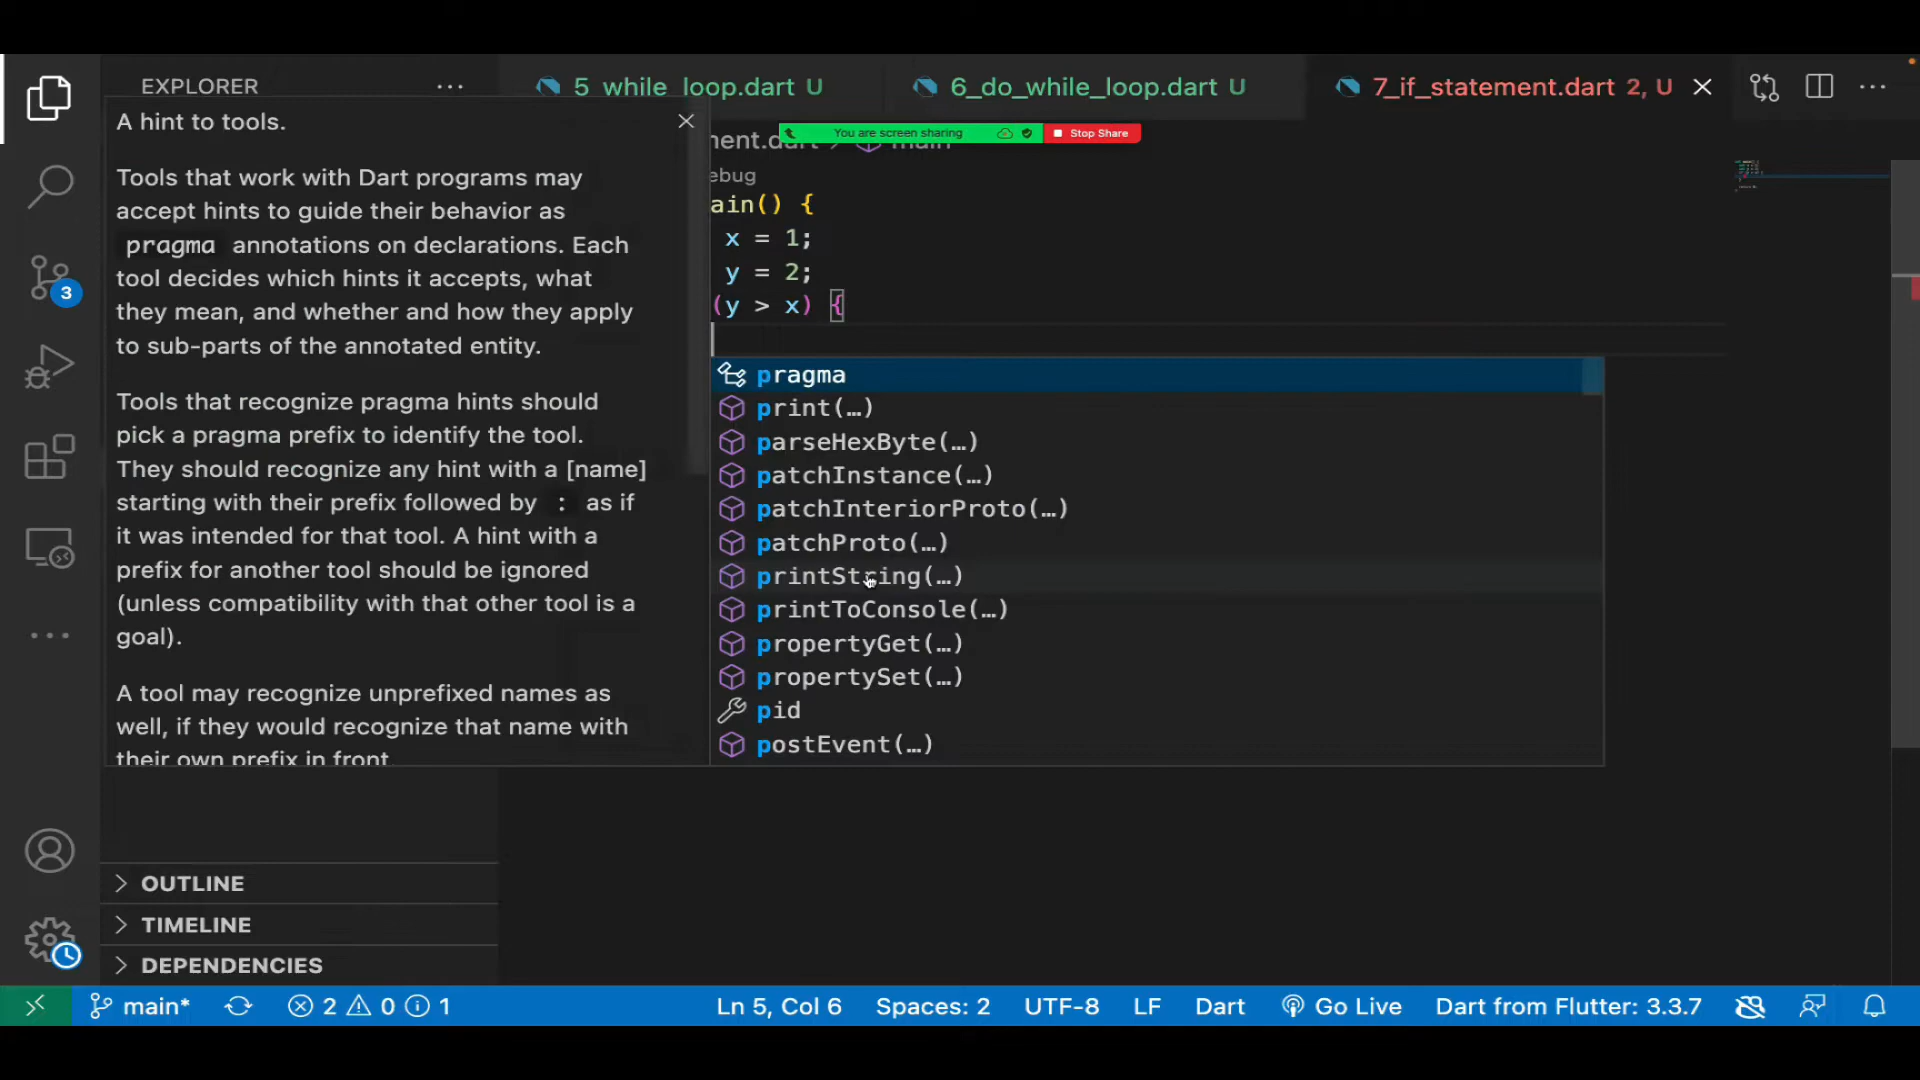 EXPLORER
5 while loop.dart U
6_do_while_loop.dart U
7_if_statement.dart 2, U
A hint to tools.
Tools that work with Dart programs may
accept hints to guide their behavior as
pragma annotations on declarations. Each
tool decides which hints it accepts, what
they mean, and whether and how they apply
to sub-parts of the annotated entity.
Tools that recognize pragma hints should
pick a pragma prefix to identify the tool.
They should recognize any hint with a [name]
starting with their prefix followed by : as if
it was intended for that tool. A hint with a
prefix for another tool should be ignored
(unless compatibility with that other tool is a
goal).
A tool may recognize unprefixed names as
well, if they would recognize that name with
their own prefix in front.
You are screen sharing
Stop Share
ment.dart > main
ebug
ain() {
x = 1;
y = 2;
(y > x) {
pragma
print(…)
parseHexByte(…)
patchInstance(…)
patchInteriorProto(…)
patchProto(…)
printString(…)
printToConsole(…)
propertyGet(…)
propertySet(…)
pid
postEvent(…)
OUTLINE
TIMELINE
DEPENDENCIES
3
main*
2 0 1
Ln 5, Col 6
Spaces: 2
UTF-8
LF
Dart
Go Live
Dart from Flutter: 3.3.7